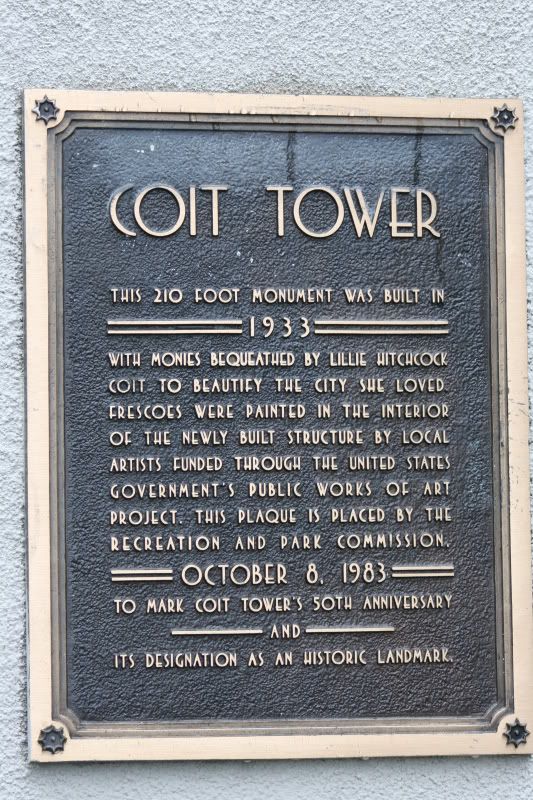 COIT TOWER
THIS 210 FOOT MONUMENT WAS BUILT IN
1933
WITH MONIES BEQUEATHED BY LILLIE HITCHCOCK
COIT TO BEAUTIFY THE CITY SHE LOVED.
FRESCOES WERE PAINTED IN THE INTERIOR
OF THE NEWLY BUILT STRUCTURE BY LOCAL
ARTISTS FUNDED THROUGH THE UNITED STATES
GOVERNMENT'S PUBLIC WORKS OF ART
PROJECT. THIS PLAQUE IS PLACED BY THE
RECREATION AND PARK COMMISSION.
OCTOBER 8, 1983
TO MARK COIT TOWER'S 50TH ANNIVERSARY
AND
ITS DESIGNATION AS AN HISTORIC LANDMARK.